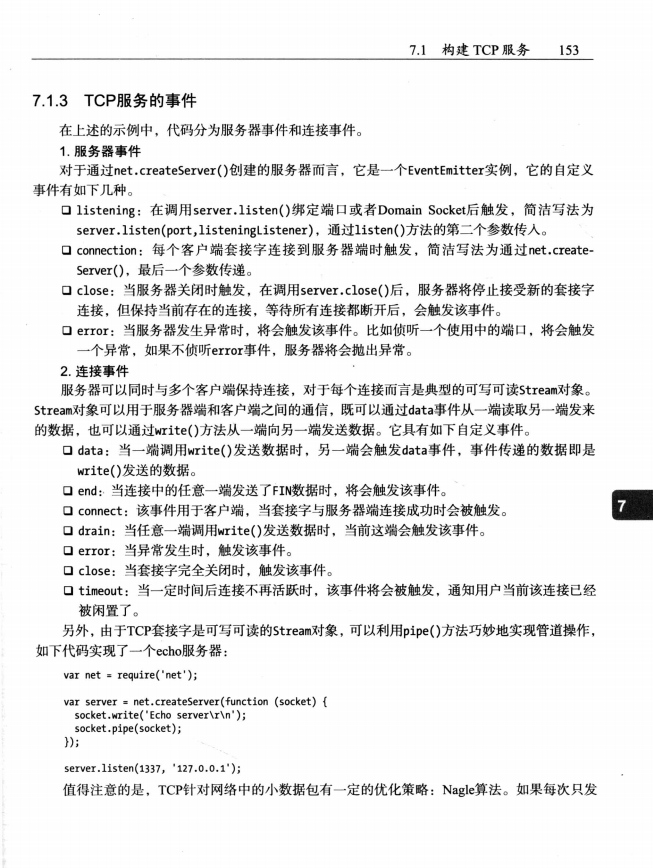 7.1 构建 TCP 服务 153
7.1.3 TCP服务的事件
在上述的示例中，代码分为服务器事件和连接事件。
1. 服务器事件
对于通过net.createServer()创建的服务器而言，它是一个EventEmitter实例，它的自定义
事件有如下几种。
❑ listening：在调用server.listen()绑定端口或者Domain Socket后触发，简洁写法为
server.listen(port,listeningListener)，通过listen()方法的第二个参数传入。
❑ connection：每个客户端套接字连接到服务器端时触发，简洁写法为通过net.create-
Server()，最后一个参数传递。
❑ close：当服务器关闭时触发，在调用server.close()后，服务器将停止接受新的套接字
连接，但保持当前存在的连接，等待所有连接都断开后，会触发该事件。
❑ error：当服务器发生异常时，将会触发该事件。比如侦听一个使用中的端口，将会触发
一个异常，如果不侦听error事件，服务器将会抛出异常。
2. 连接事件
服务器可以同时与多个客户端保持连接，对于每个连接而言是典型的可写可读Stream对象。
Stream对象可以用于服务器端和客户端之间的通信，既可以通过data事件从一端读取另一端发来
的数据，也可以通过write()方法从一端向另一端发送数据。它具有如下自定义事件。
❑ data：当一端调用write()发送数据时，另一端会触发data事件，事件传递的数据即是
write()发送的数据。
❑ end：当连接中的任意一端发送了FIN数据时，将会触发该事件。
❑ connect：该事件用于客户端，当套接字与服务器端连接成功时会被触发。
7
❑ drain：当任意一端调用write()发送数据时，当前这端会触发该事件。
❑ error：当异常发生时，触发该事件。
❑ close：当套接字完全关闭时，触发该事件。
❑ timeout：当一定时间后连接不再活跃时，该事件将会被触发，通知用户当前该连接已经
被闲置了。
另外，由于TCP套接字是可写可读的Stream对象，可以利用pipe()方法巧妙地实现管道操作，
如下代码实现了一个echo服务器：
var net = require('net');
var server = net.createServer(function (socket) {
socket.write('Echo server\r\n');
socket.pipe(socket);
});
server.listen(1337, '127.0.0.1');
值得注意的是，TCP针对网络中的小数据包有一定的优化策略：Nagle算法。如果每次只发